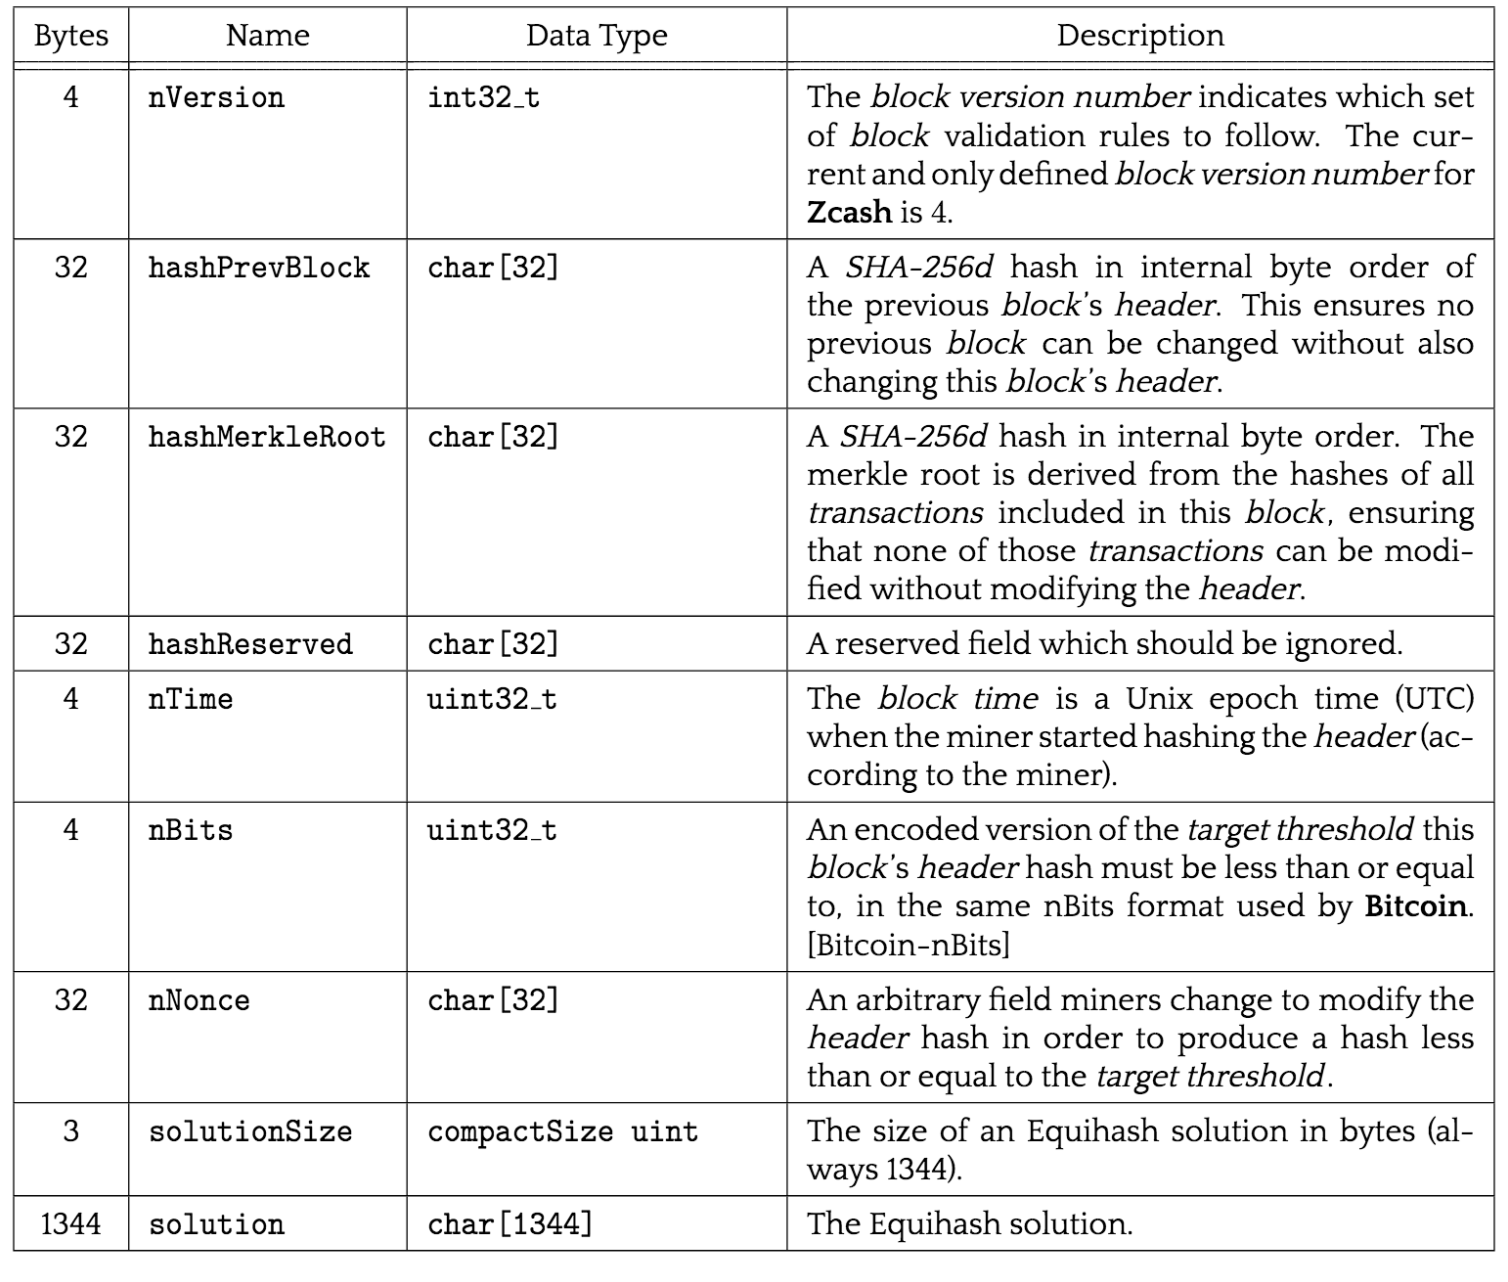 Bytes Name Data Type Description
4 nVersion int32_t The block version number indicates which set
of block validation rules to follow. The cur-
rent and only defined block version number for
Zcash is 4.
32 hashPrevBlock char[32] A SHA-256d hash in internal byte order of
the previous block's header. This ensures no
previous block can be changed without also
changing this block's header.
32 hashMerkleRoot char[32] A SHA-256d hash in internal byte order. The
merkle root is derived from the hashes of all
transactions included in this block, ensuring
that none of those transactions can be modi-
fied without modifying the header.
32 hashReserved char[32] A reserved field which should be ignored.
4 nTime uint32_t The block time is a Unix epoch time (UTC)
when the miner started hashing the header (ac-
cording to the miner).
4 nBits uint32_t An encoded version of the target threshold this
block's header hash must be less than or equal
to, in the same nBits format used by Bitcoin.
[Bitcoin-nBits]
32 nNonce char[32] An arbitrary field miners change to modify the
header hash in order to produce a hash less
than or equal to the target threshold.
3 solutionSize compactSize uint The size of an Equihash solution in bytes (al-
ways 1344).
1344 solution char[1344] The Equihash solution.